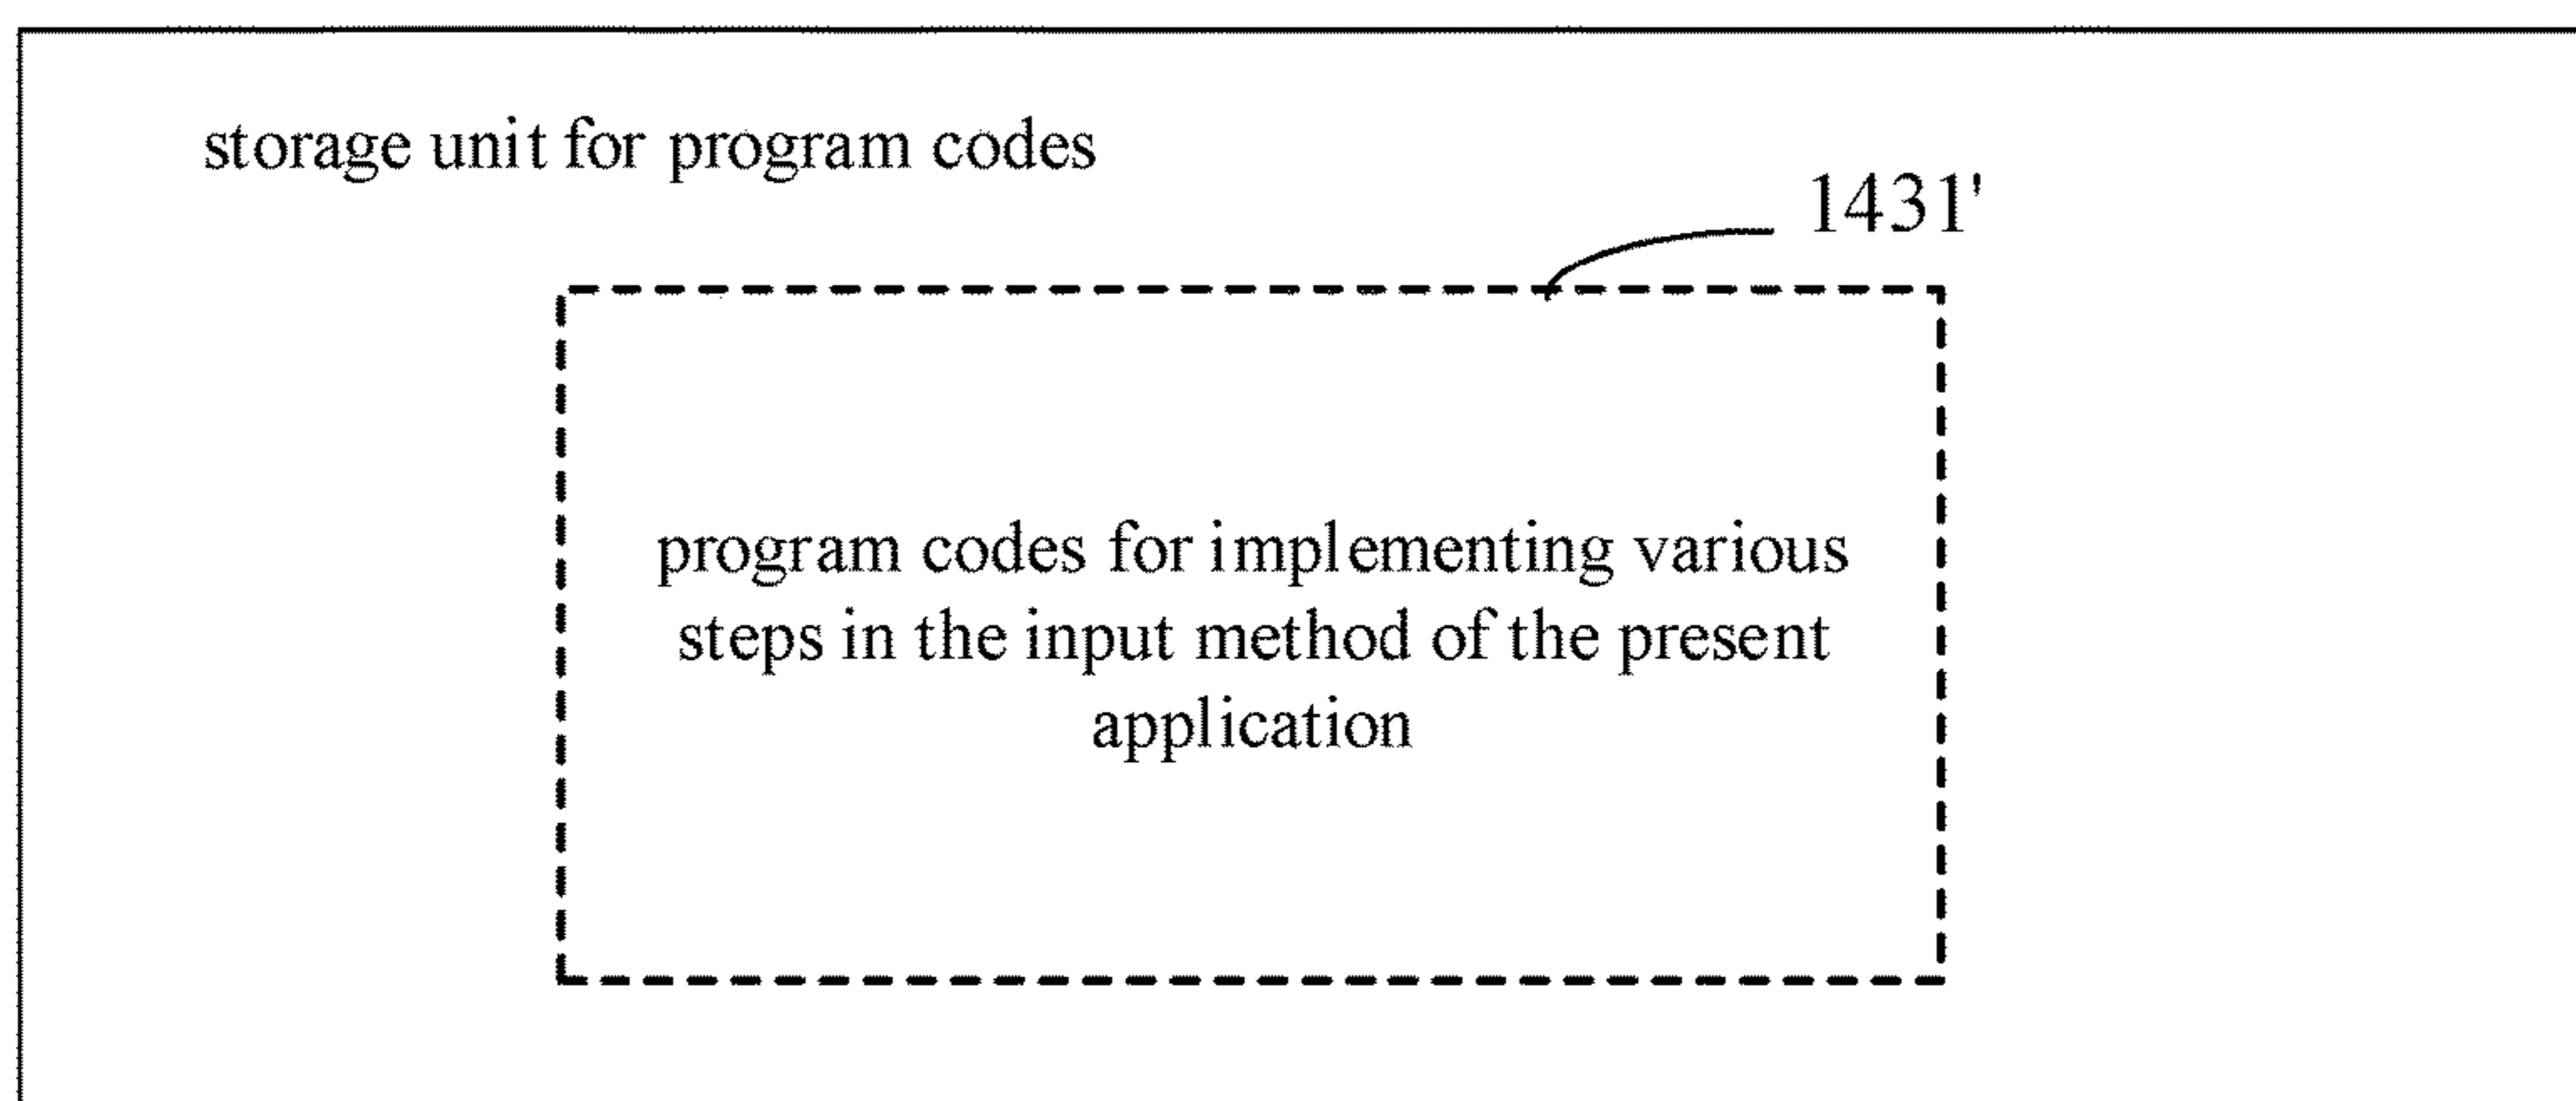 storage unit for program codes
1431'
program codes for implementing various
steps in the input method of the present
application